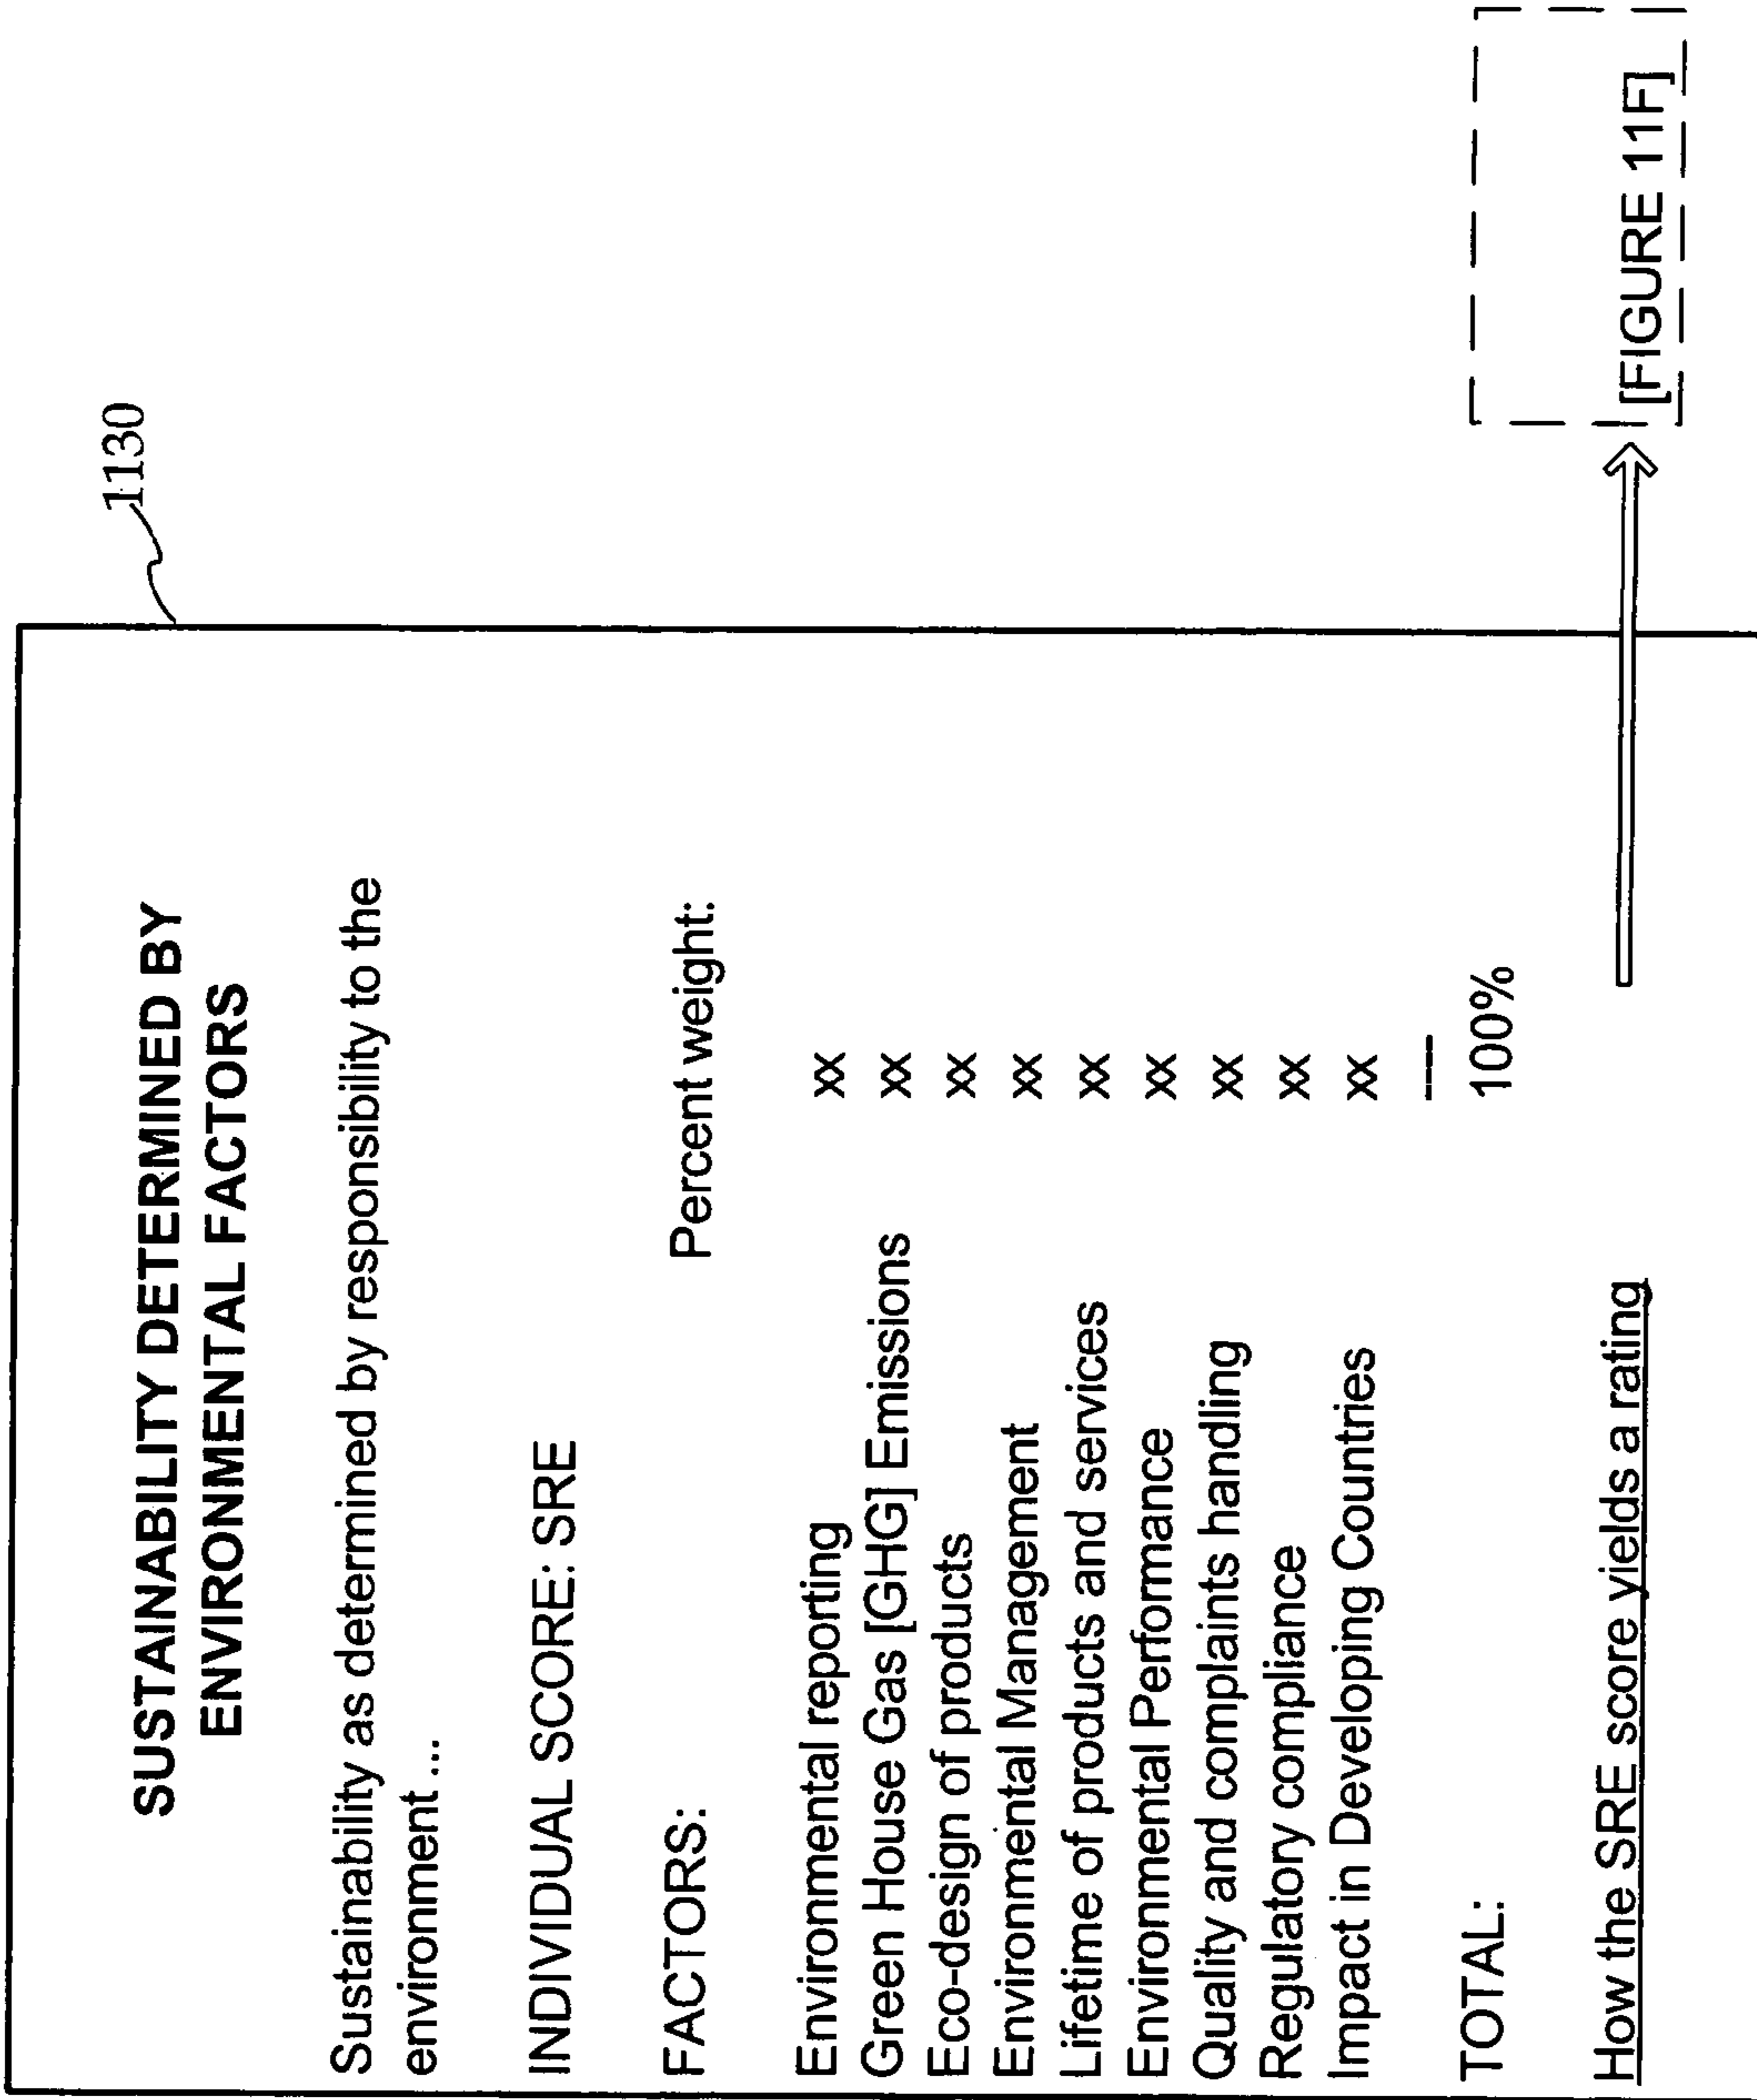 1130
SUSTAINABILITY DETERMINED BY
ENVIRONMENTAL FACTORS
Sustainability as determined by responsibility to the
environment...
INDIVIDUAL SCORE: SRE
FACTORS: Percent weight:
Environmental reporting xx
Green House Gas [GHG] Emissions xx
Eco-design of products xx
Environmental Management xx
Lifetime of products and services xx
Environmental Performance xx
Quality and complaints handling xx
Regulatory compliance xx
Impact in Developing Countries xx
---
TOTAL: 100%
How the SRE score yields a rating
[FIGURE 11F]